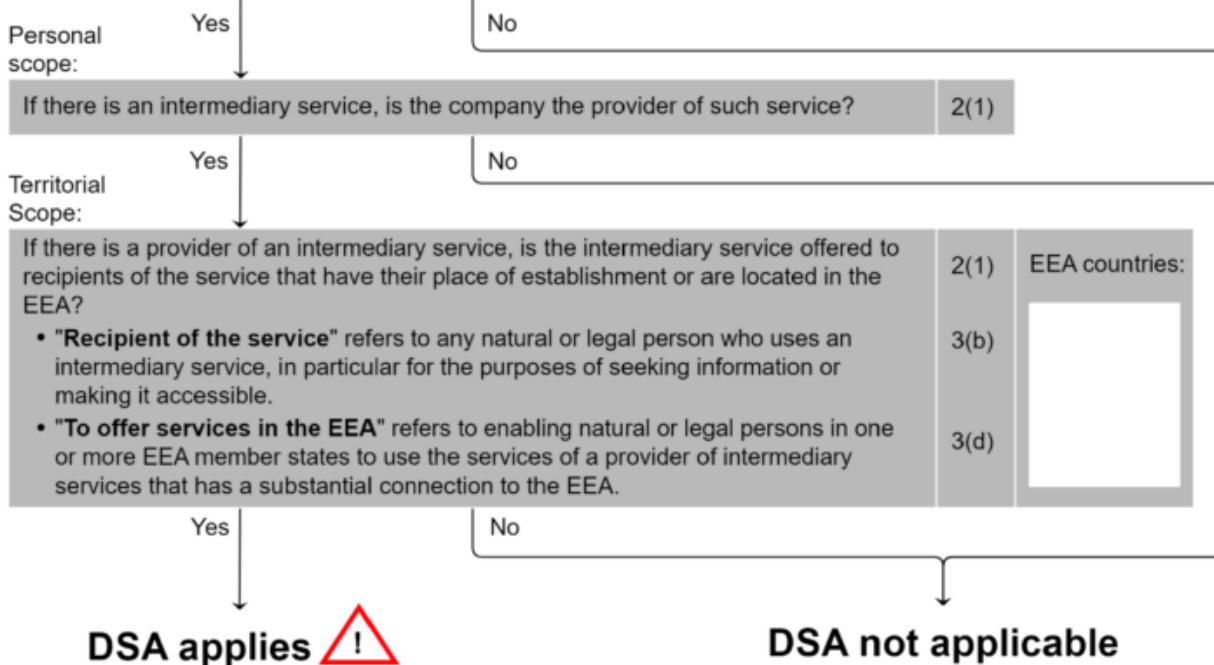 Yes
No
Personal
scope:
If there is an intermediary service, is the company the provider of such service?
2(1)
Yes
No
Territorial
Scope:
If there is a provider of an intermediary service, is the intermediary service offered to
recipients of the service that have their place of establishment or are located in the
EEA?
2(1)
EEA countries:
• "Recipient of the service" refers to any natural or legal person who uses an
intermediary service, in particular for the purposes of seeking information or
making it accessible.
3(b)
• "To offer services in the EEA" refers to enabling natural or legal persons in one
or more EEA member states to use the services of a provider of intermediary
services that has a substantial connection to the EEA.
3(d)
Yes
No
DSA applies !
DSA not applicable